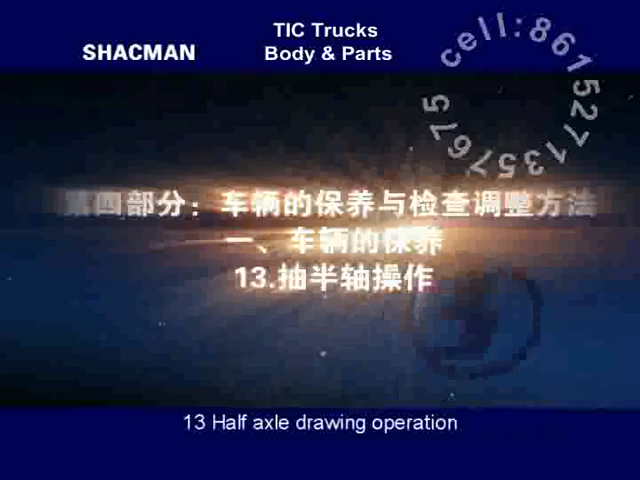 TIC Trucks
SHACMAN
Body & Parts
cell:8615271357675
第四部分：车辆的保养与检查调整方法
一、车辆的保养
13.抽半轴操作
13 Half axle drawing operation